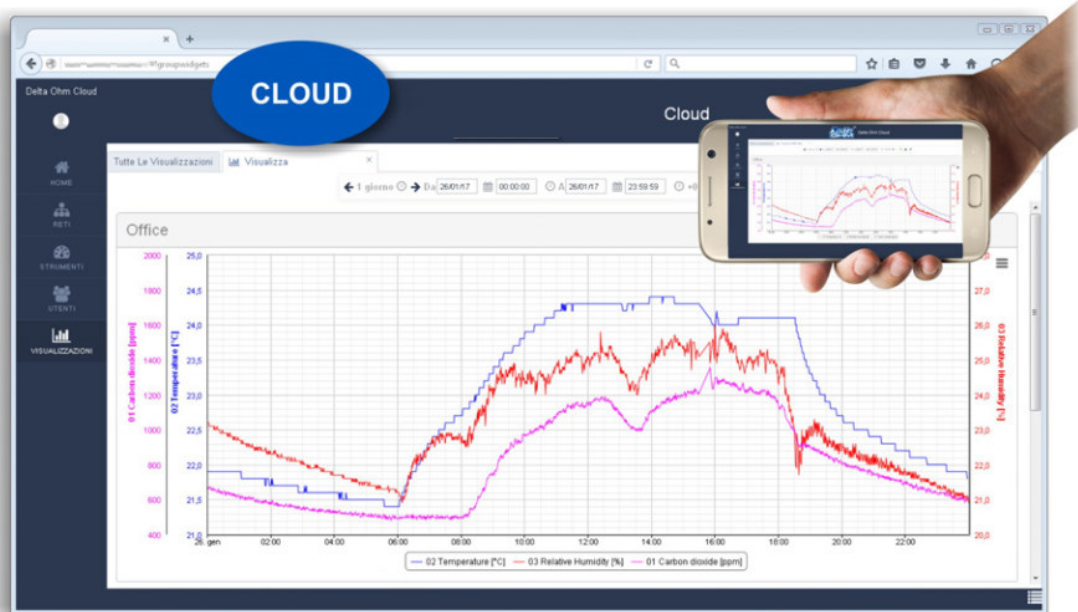 CLOUD
Delta Ohm Cloud
Cloud
HOME
RETI
STRUMENTI
UTENTI
VISUALIZZAZIONI
Tutte Le Visualizzazioni
Visualizza
1 giorno Da 26/01/17 00:00:00 A 26/01/17 23:59:59
Office
01 Carbon dioxide [ppm]
2000
1800
1600
1400
1200
1000
800
600
400
02 Temperature [°C]
25,0
24,5
24,0
23,5
23,0
22,5
22,0
21,5
21,0
27,0
26,0
25,0
24,0
23,0
22,0
21,0
20,0
03 Relative Humidity [%]
26. gen 02:00 04:00 06:00 08:00 10:00 12:00 14:00 16:00 18:00 20:00 22:00
02 Temperature [°C] 03 Relative Humidity [%] 01 Carbon dioxide [ppm]
Delta Ohm Cloud